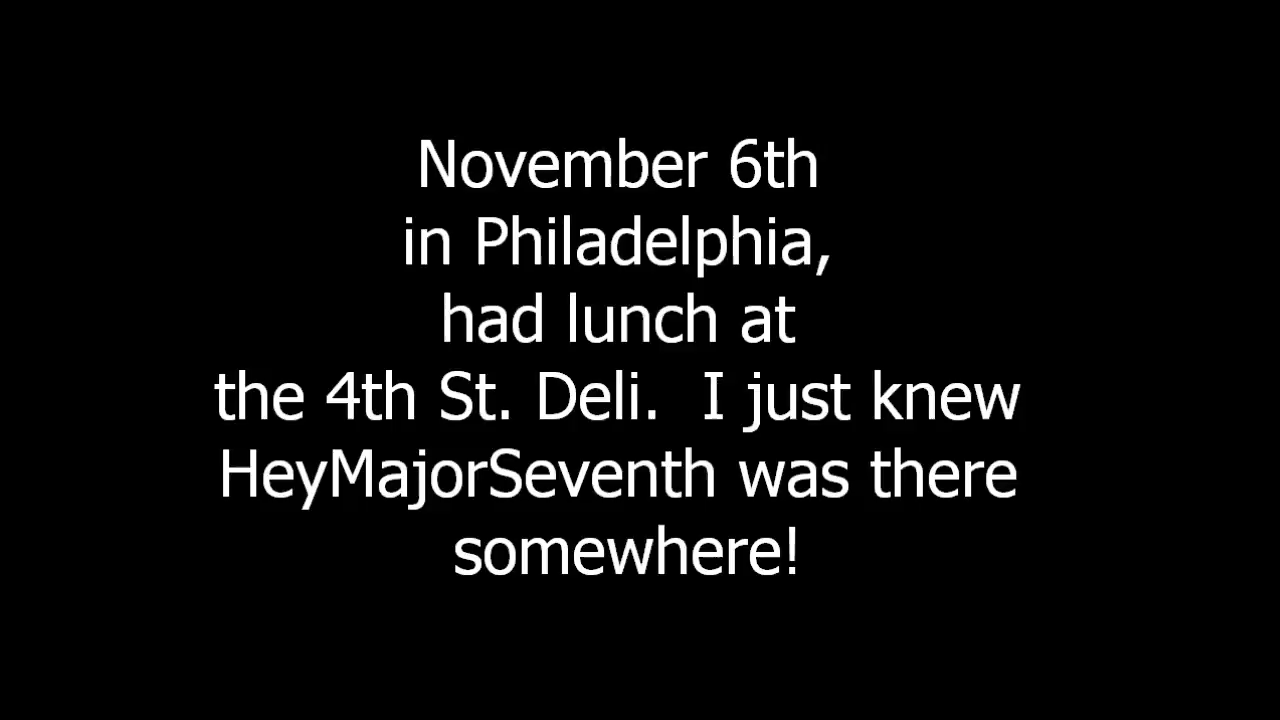 November 6th
in Philadelphia,
had lunch at
the 4th St. Deli.  I just knew
HeyMajorSeventh was there
somewhere!